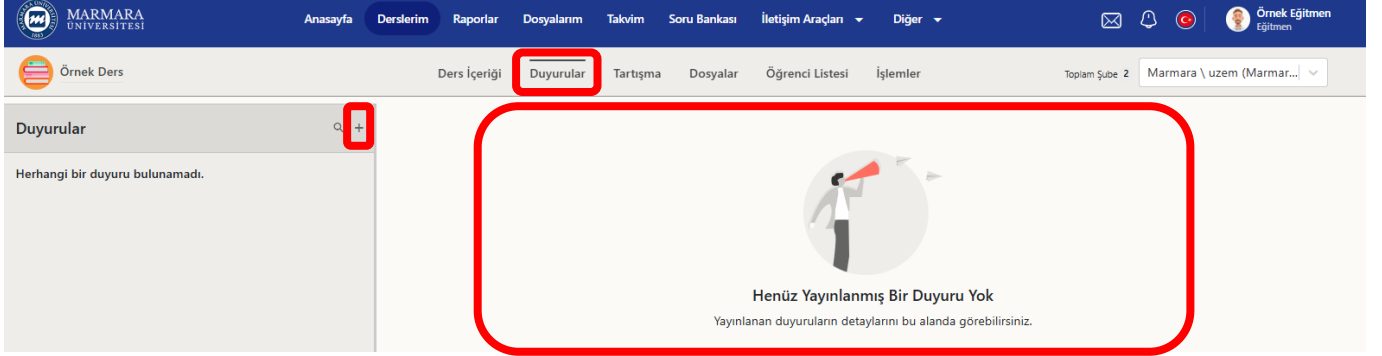 MARMARA
ÜNİVERSİTESİ
1883
Anasayfa Derslerim Raporlar Dosyalarım Takvim Soru Bankası İletişim Araçları Diğer
Örnek Eğitmen
Eğitmen
Örnek Ders
Ders İçeriği Duyurular Tartışma Dosyalar Öğrenci Listesi İşlemler
Toplam Şube 2 Marmara \ uzem (Marmar...
Duyurular
Herhangi bir duyuru bulunamadı.
Henüz Yayınlanmış Bir Duyuru Yok
Yayınlanan duyuruların detaylarını bu alanda görebilirsiniz.